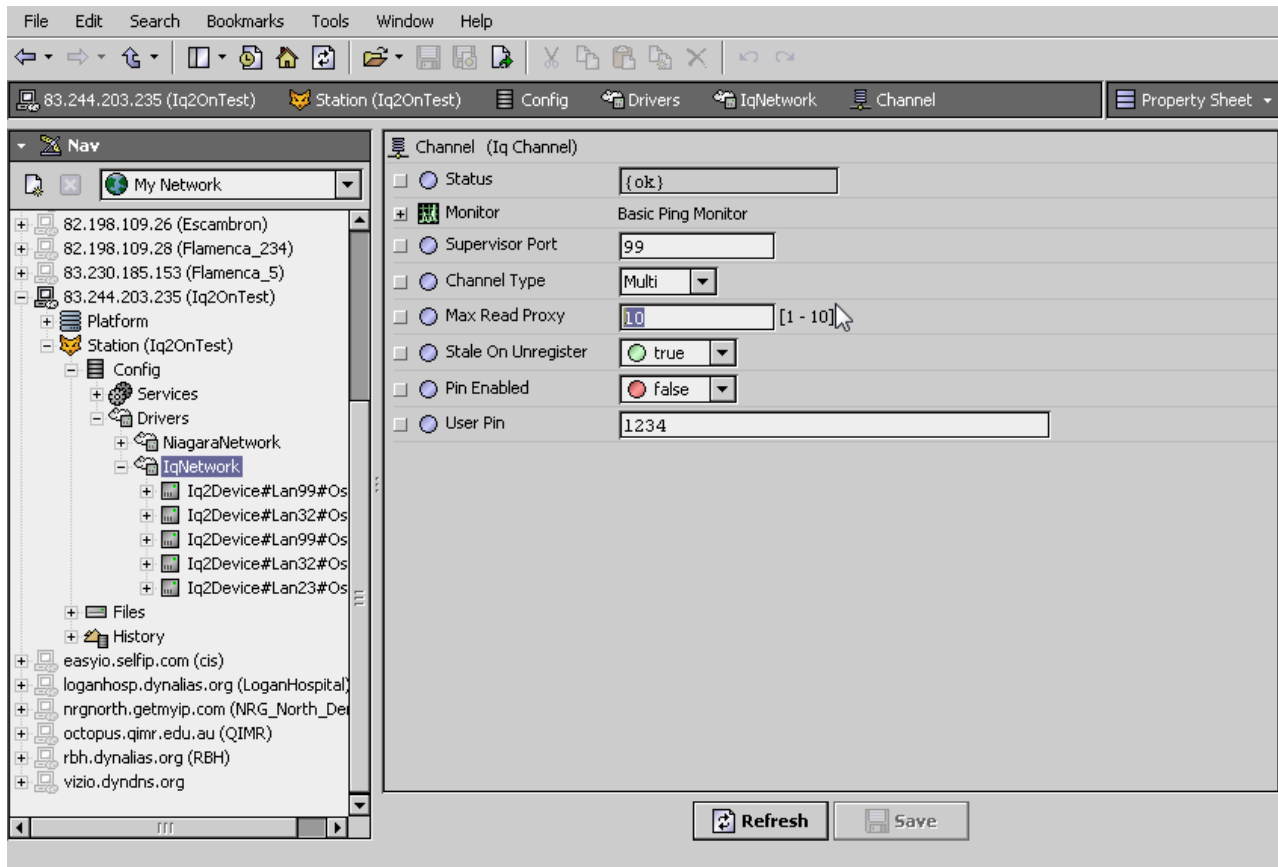 File Edit Search Bookmarks Tools Window Help
83.244.203.235 (Iq2OnTest) Station (Iq2OnTest) Config Drivers IqNetwork Channel Property Sheet
Nav
My Network
82.198.109.26 (Escambron)
82.198.109.28 (Flamenca_234)
83.230.185.153 (Flamenca_5)
83.244.203.235 (Iq2OnTest)
Platform
Station (Iq2OnTest)
Config
Services
Drivers
NiagaraNetwork
IqNetwork
Iq2Device#Lan99#Os
Iq2Device#Lan32#Os
Iq2Device#Lan99#Os
Iq2Device#Lan32#Os
Iq2Device#Lan23#Os
Files
History
easyio.selfip.com (cis)
loganhosp.dynalias.org (LoganHospital)
nrgnorth.getmyip.com (NRG_North_De
octopus.qimr.edu.au (QIMR)
rbh.dynalias.org (RBH)
vizio.dyndns.org
Channel (Iq Channel)
Status {ok}
Monitor Basic Ping Monitor
Supervisor Port 99
Channel Type Multi
Max Read Proxy 10 [1 - 10]
Stale On Unregister true
Pin Enabled false
User Pin 1234
Refresh Save